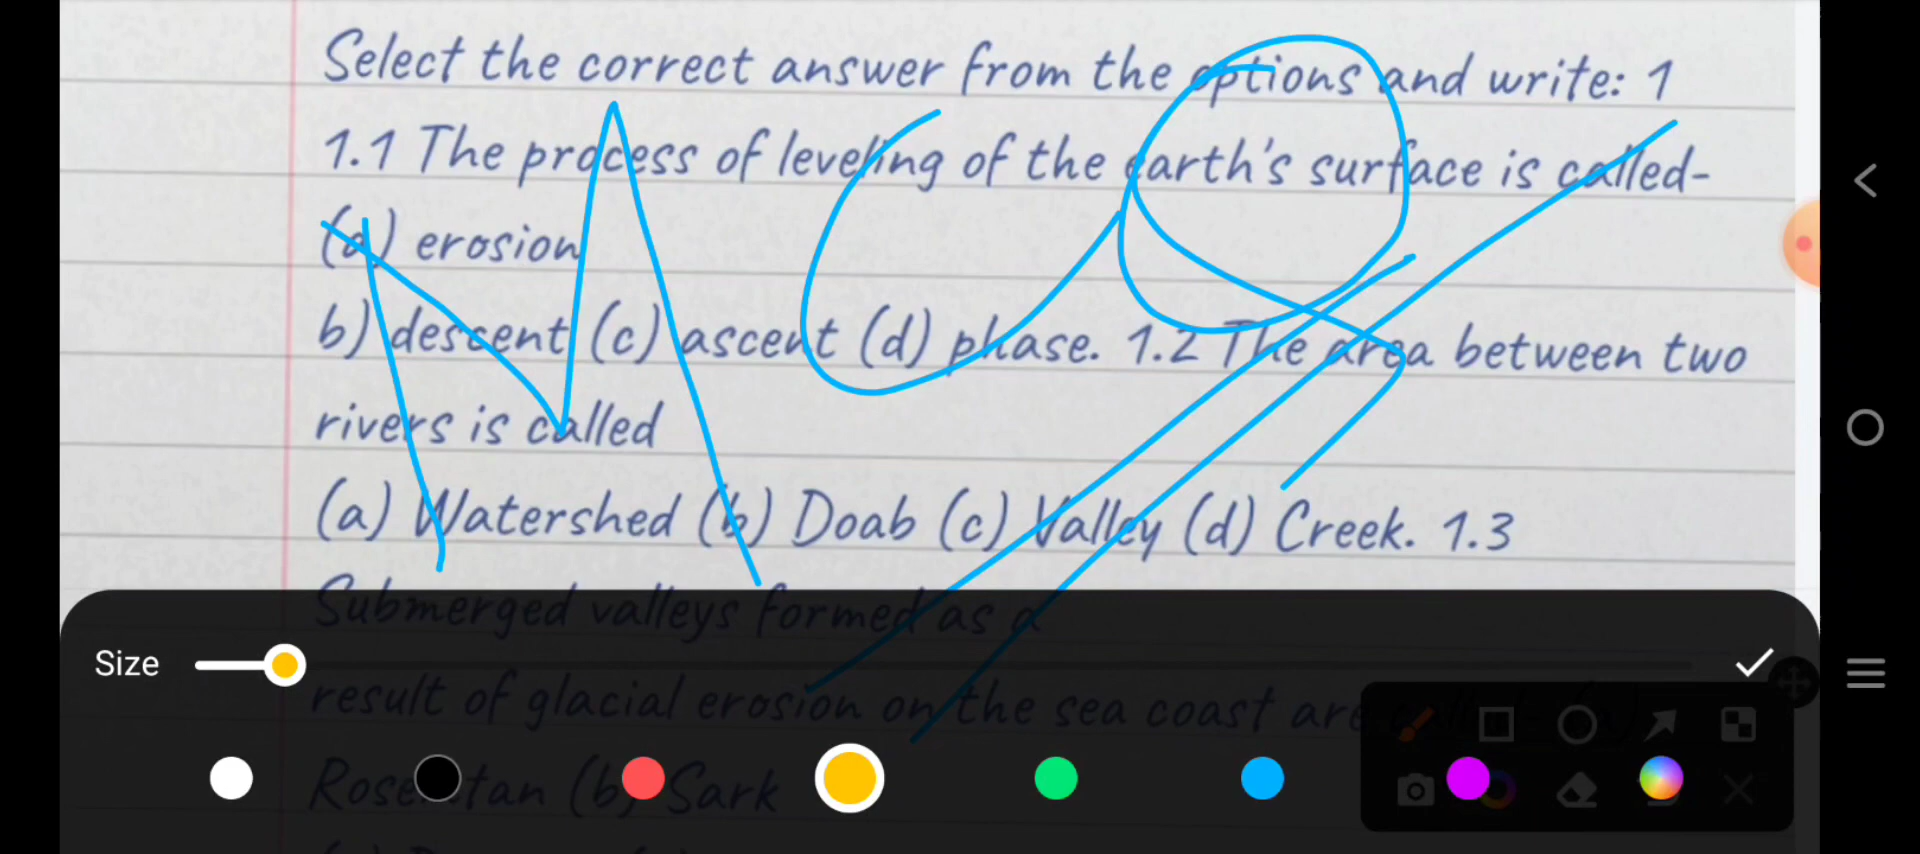 Select the correct answer from the options and write: 1
1.1 The process of leveling of the earth's surface is called-
(a) erosion
b) descent (c) ascent (d) phase. 1.2 The area between two
rivers is called
(a) Watershed (b) Doab (c) Valley (d) Creek. 1.3
Submerged valleys formed as a
Size
result of glacial erosion on the sea coast are
(b) Sark